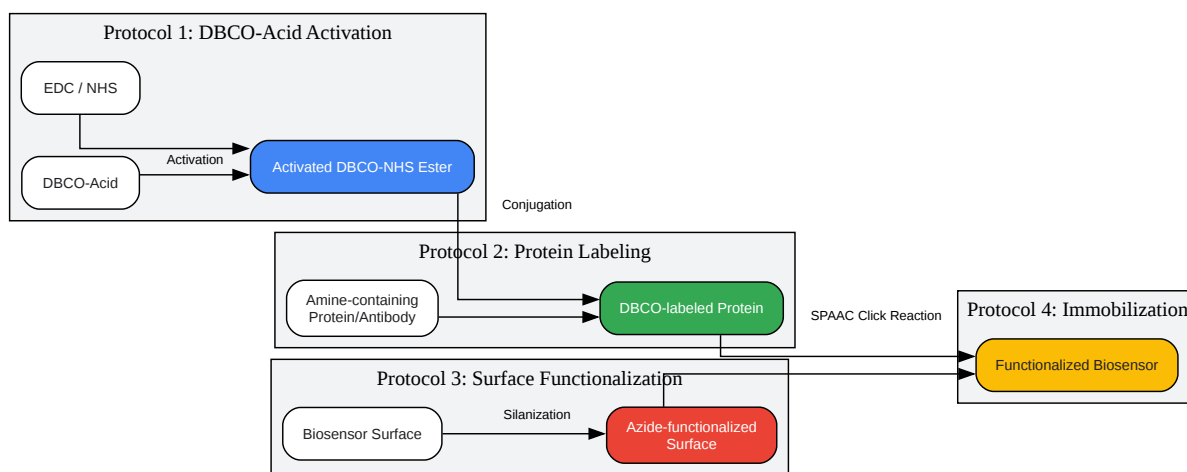 Protocol 1: DBCO-Acid Activation
EDC / NHS
Activation
DBCO-Acid
Activated DBCO-NHS Ester
Conjugation
Protocol 2: Protein Labeling
Amine-containing
Protein/Antibody
DBCO-labeled Protein
SPAAC Click Reaction
Protocol 4: Immobilization
Functionalized Biosensor
Protocol 3: Surface Functionalization
Biosensor Surface
Silanization
Azide-functionalized
Surface